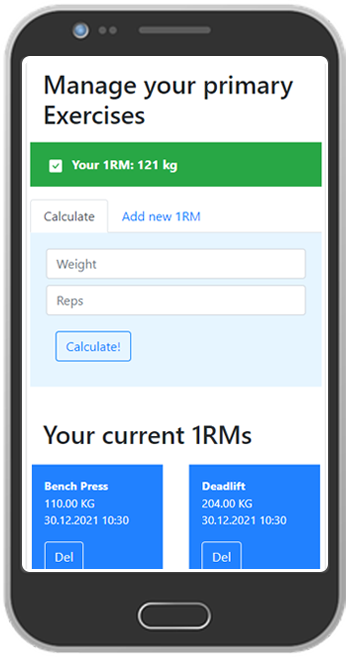 Manage your primary
Exercises
Your 1RM: 121 kg
Calculate
Add new 1RM
Weight
Reps
Calculate!
Your current 1RMs
Bench Press
110.00 KG
30.12.2021 10:30
Del
Deadlift
204.00 KG
30.12.2021 10:30
Del